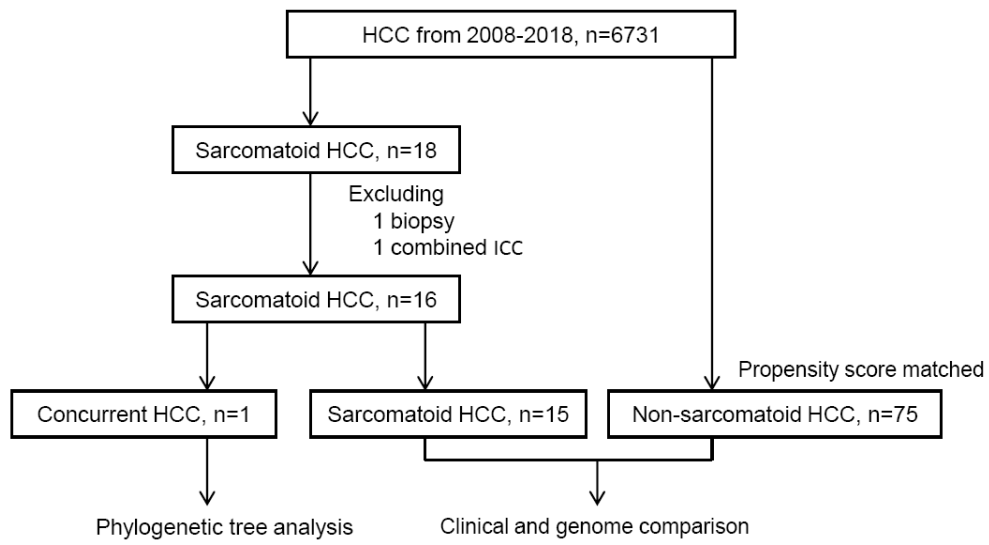 HCC from 2008-2018, n=6731
Sarcomatoid HCC, n=18
Excluding
1 biopsy
1 combined ICC
Sarcomatoid HCC, n=16
Propensity score matched
Concurrent HCC, n=1
Sarcomatoid HCC, n=15
Non-sarcomatoid HCC, n=75
Phylogenetic tree analysis
Clinical and genome comparison